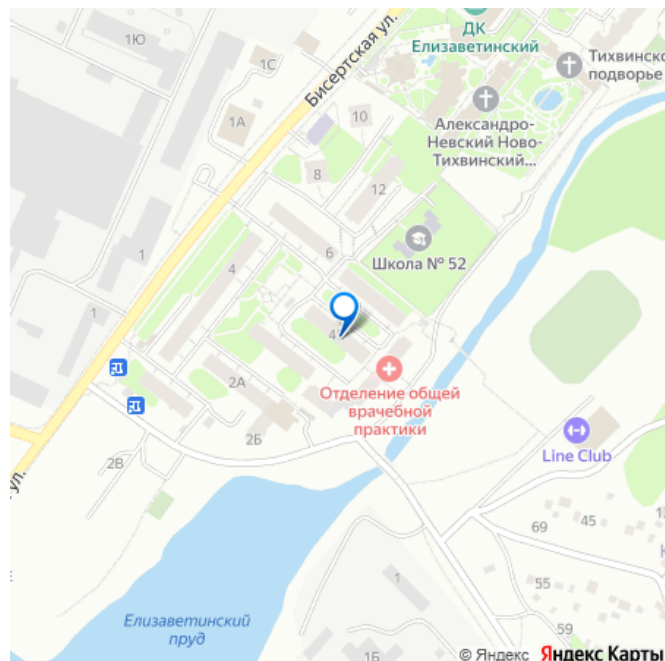 1Ю
1С
1А
Бисертская ул.
ДК
Елизаветинский
Тихвинско
подворье
Александро-
Невский Ново-
Тихвинский...
10
8
12
6
4
1
1
Школа № 52
2А
2Б
2В
Отделение общей
врачебной
практики
Line Club
ул.
69
45
55
59
1
1Б
Елизаветинский
пруд
© Яндекс Яндекс Карты